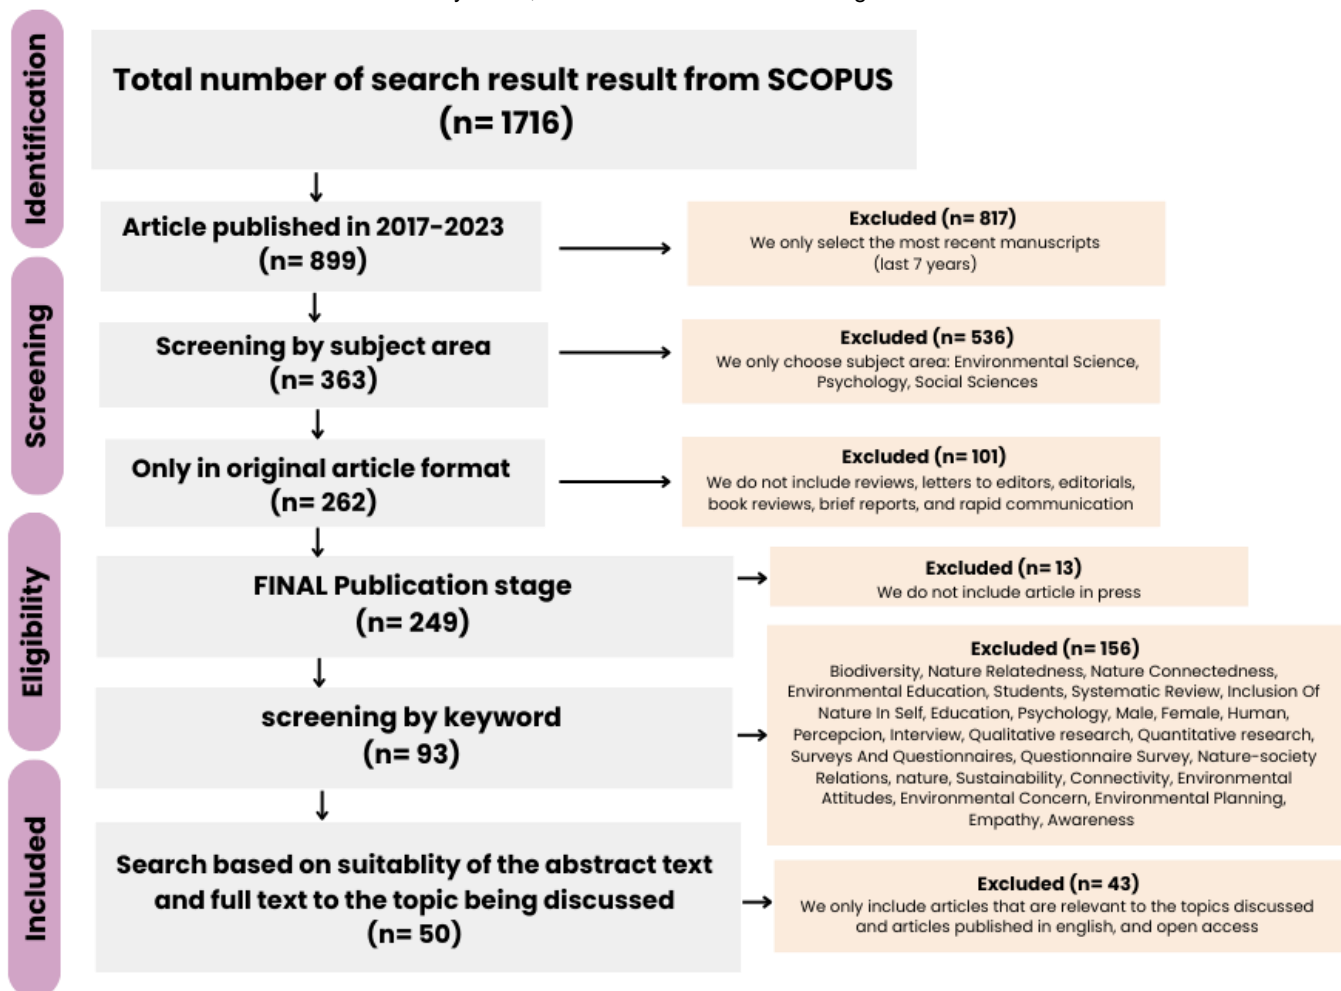 Identification
Total number of search result result from SCOPUS
(n= 1716)
Article published in 2017-2023
(n= 899)
Excluded (n= 817)
We only select the most recent manuscripts
(last 7 years)
Screening
Screening by subject area
(n= 363)
Excluded (n= 536)
We only choose subject area: Environmental Science,
Psychology, Social Sciences
Only in original article format
(n= 262)
Excluded (n= 101)
We do not include reviews, letters to editors, editorials,
book reviews, brief reports, and rapid communication
Eligibility
FINAL Publication stage
(n= 249)
Excluded (n= 13)
We do not include article in press
screening by keyword
(n= 93)
Excluded (n= 156)
Biodiversity, Nature Relatedness, Nature Connectedness,
Environmental Education, Students, Systematic Review, Inclusion Of
Nature In Self, Education, Psychology, Male, Female, Human,
Percepcion, Interview, Qualitative research, Quantitative research,
Surveys And Questionnaires, Questionnaire Survey, Nature-society
Relations, nature, Sustainability, Connectivity, Environmental
Attitudes, Environmental Concern, Environmental Planning,
Empathy, Awareness
Included
Search based on suitablity of the abstract text
and full text to the topic being discussed
(n= 50)
Excluded (n= 43)
We only include articles that are relevant to the topics discussed
and articles published in english, and open access